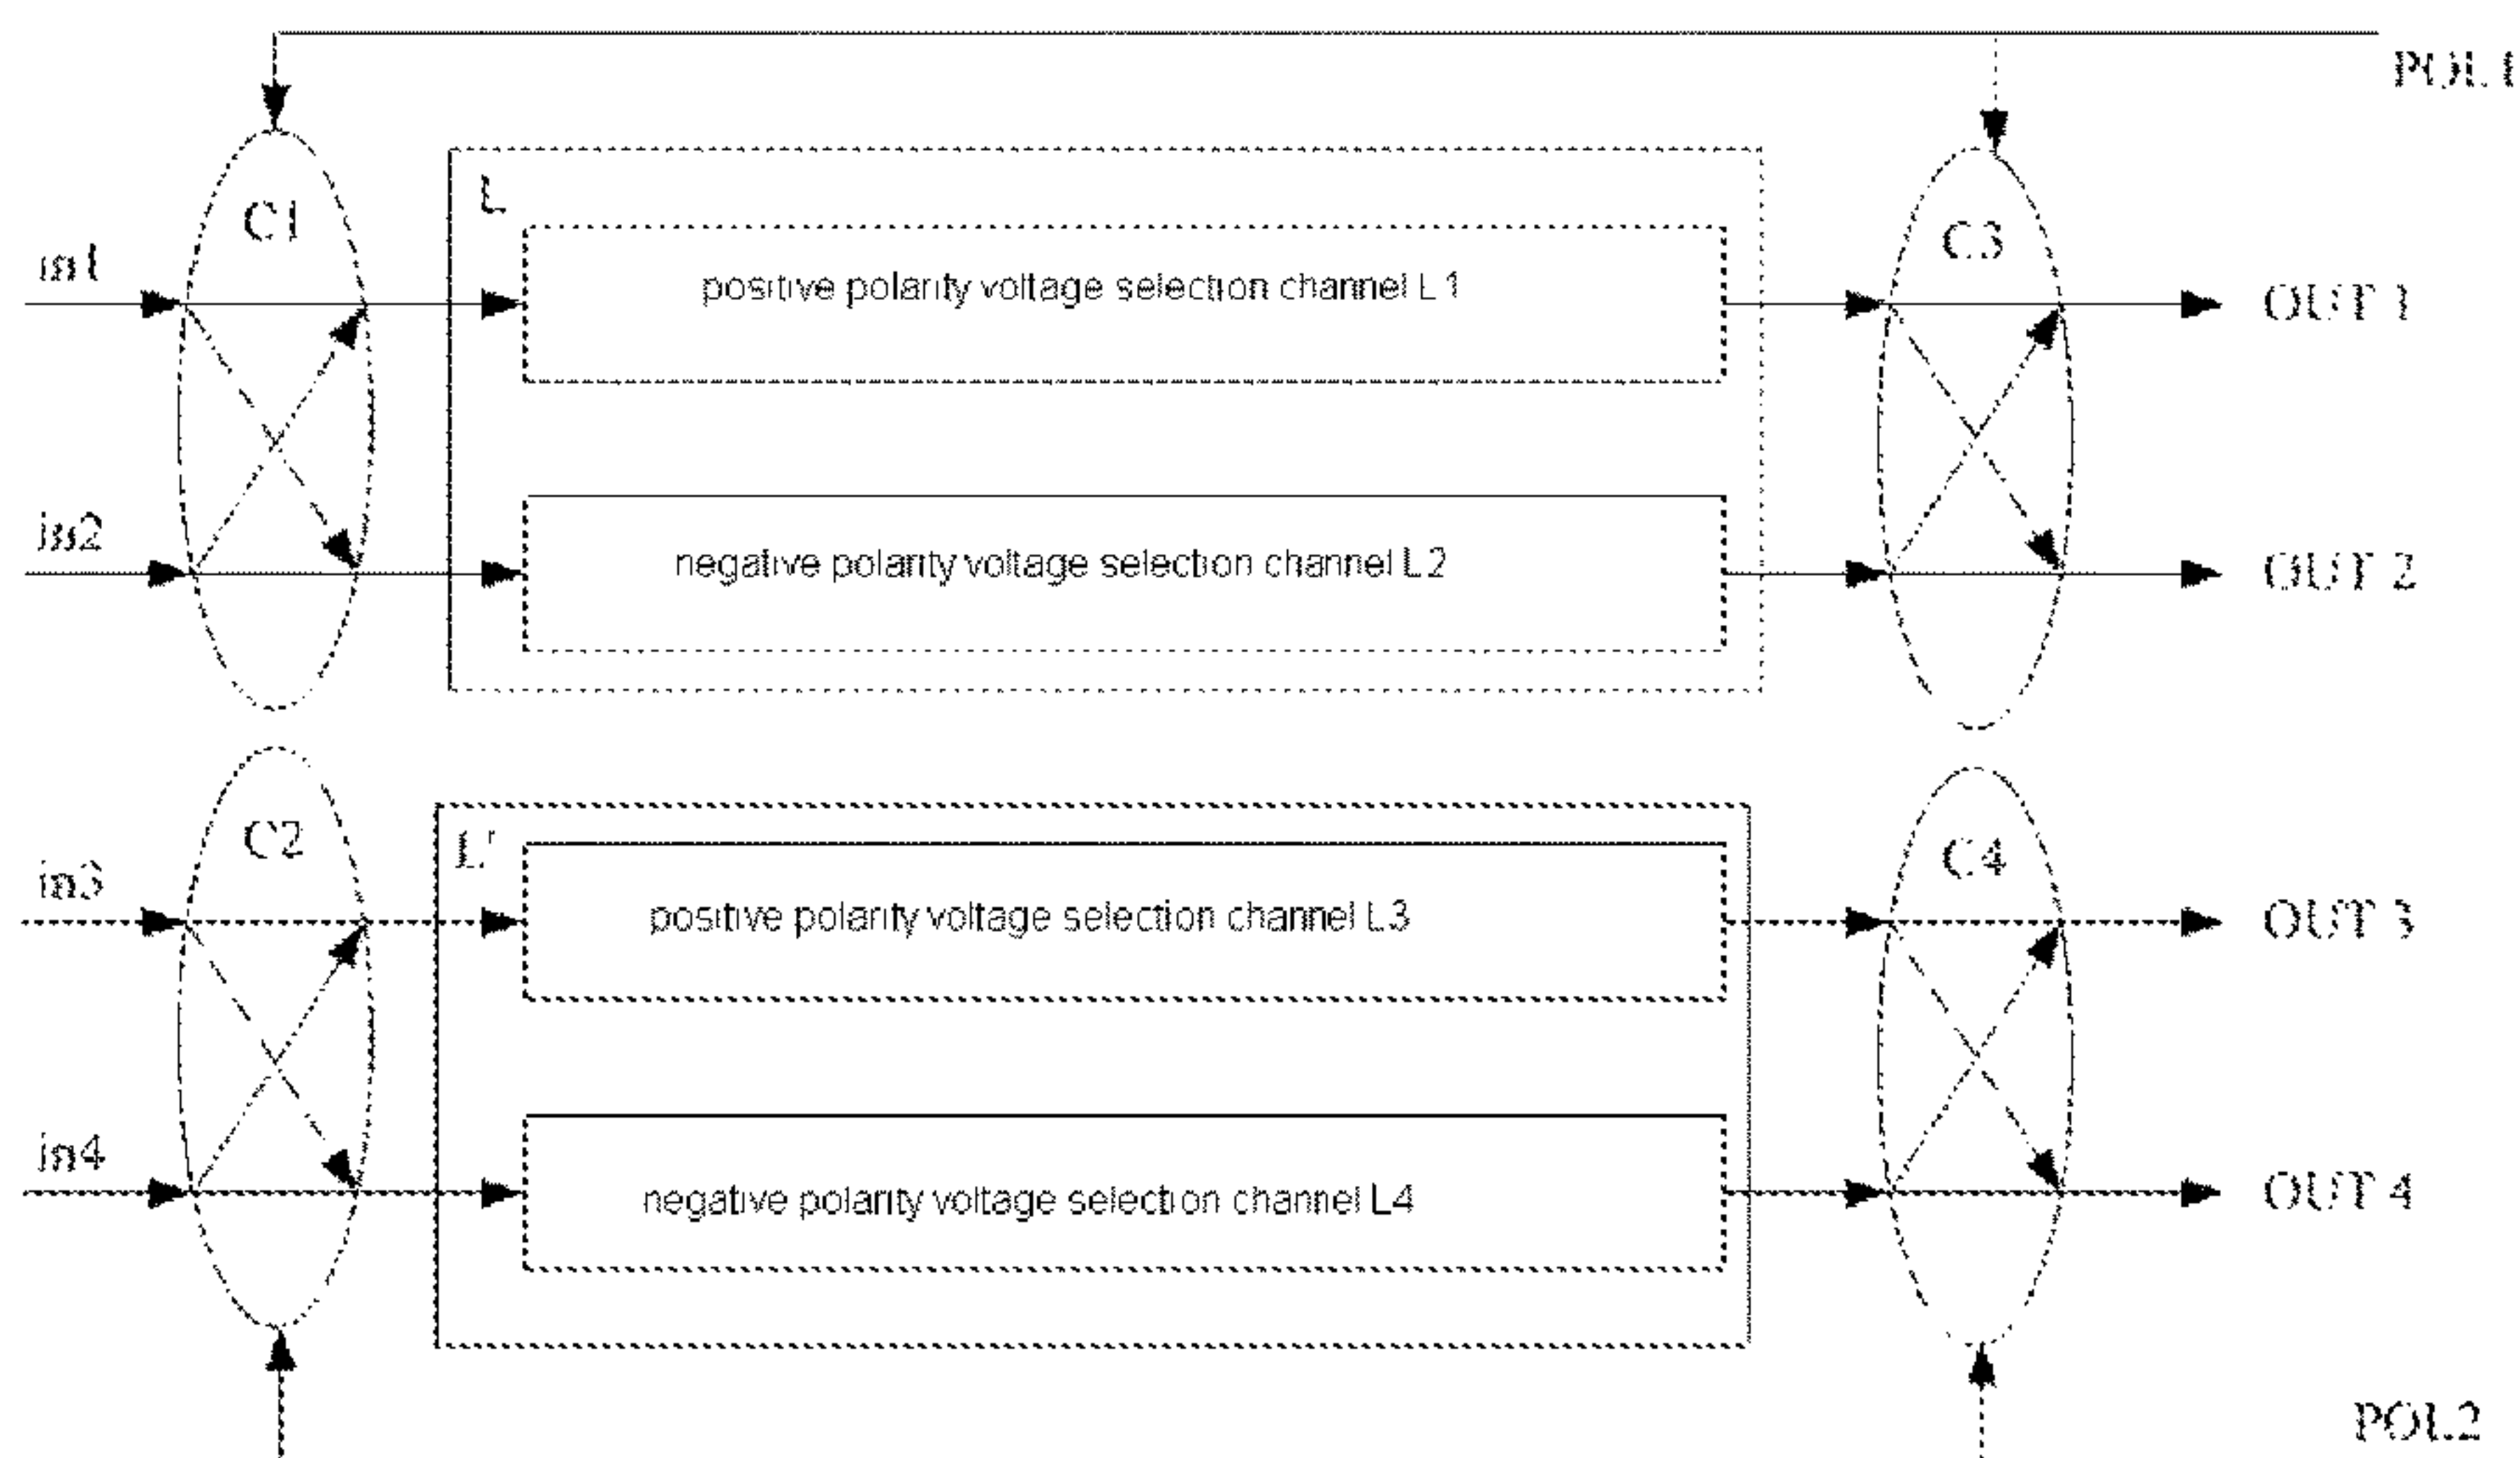 POL1
C1
L
C3
in1
positive polarity voltage selection channel L1
OUT 1
in2
negative polarity voltage selection channel L2
OUT 2
C2
L'
C4
in3
positive polarity voltage selection channel L3
OUT 3
in4
negative polarity voltage selection channel L4
OUT 4
POL2